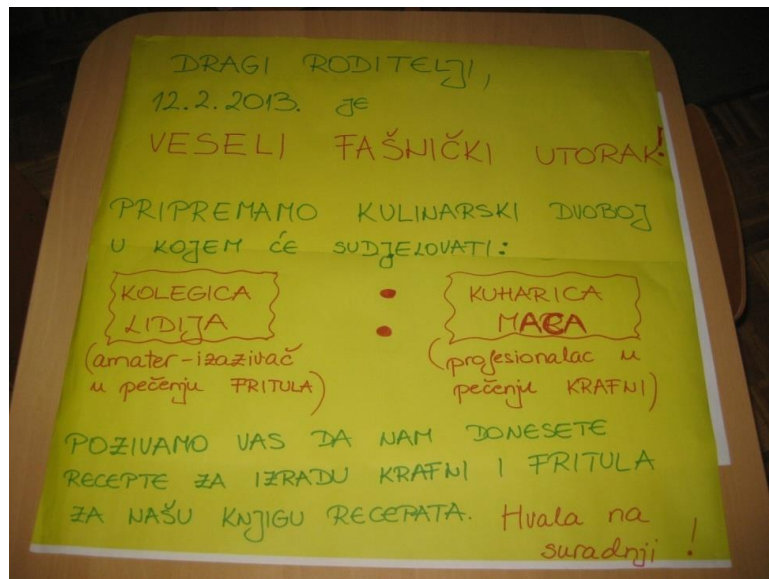 DRAGI RODITELJI,
12.2.2013. JE
VESELI FAŠNIČKI UTORAK!
PRIPREMAMO KULINARSKI DVOBOJ
U KOJEM ĆE SUDJELOVATI:
KOLEGICA LIDIJA : KUHARICA MACA
(amater-izazivač u pečenju FRITULA) (profesionalac u pečenju KRAFNI)
POZIVAMO VAS DA NAM DONESETE
RECEPTE ZA IZRADU KRAFNI I FRITULA
ZA NAŠU KNJIGU RECEPATA. Hvala na
suradnji!